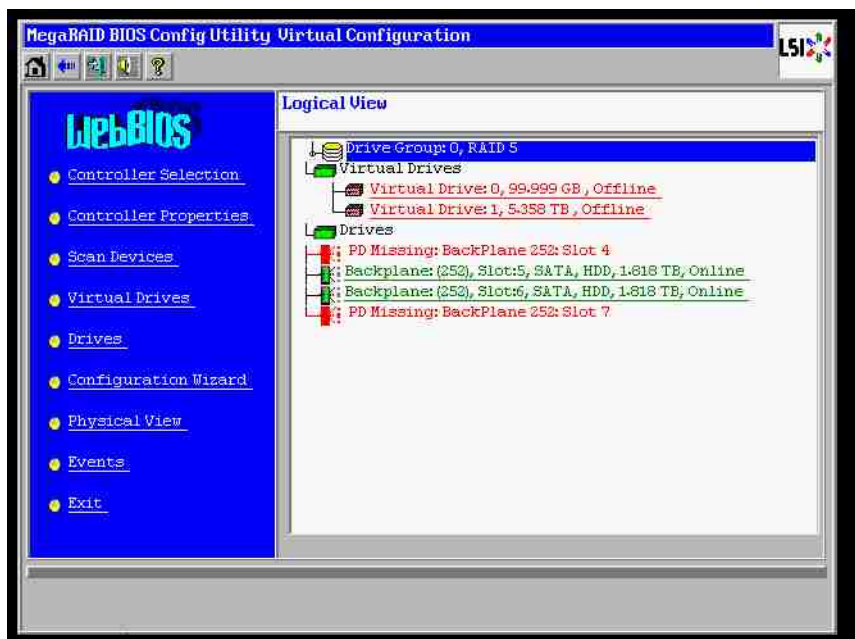 MegaRAID BIOS Config Utility Virtual Configuration
LSI
WebBIOS
Logical View
Controller Selection
Controller Properties
Scan Devices
Virtual Drives
Drives
Configuration Wizard
Physical View
Events
Exit
Drive Group: 0, RAID 5
Virtual Drives
Virtual Drive: 0, 99.999 GB, Offline
Virtual Drive: 1, 5.358 TB, Offline
Drives
PD Missing: BackPlane 252: Slot 4
Backplane: (252), Slot:5, SATA, HDD, 1.818 TB, Online
Backplane: (252), Slot:6, SATA, HDD, 1.818 TB, Online
PD Missing: BackPlane 252: Slot 7